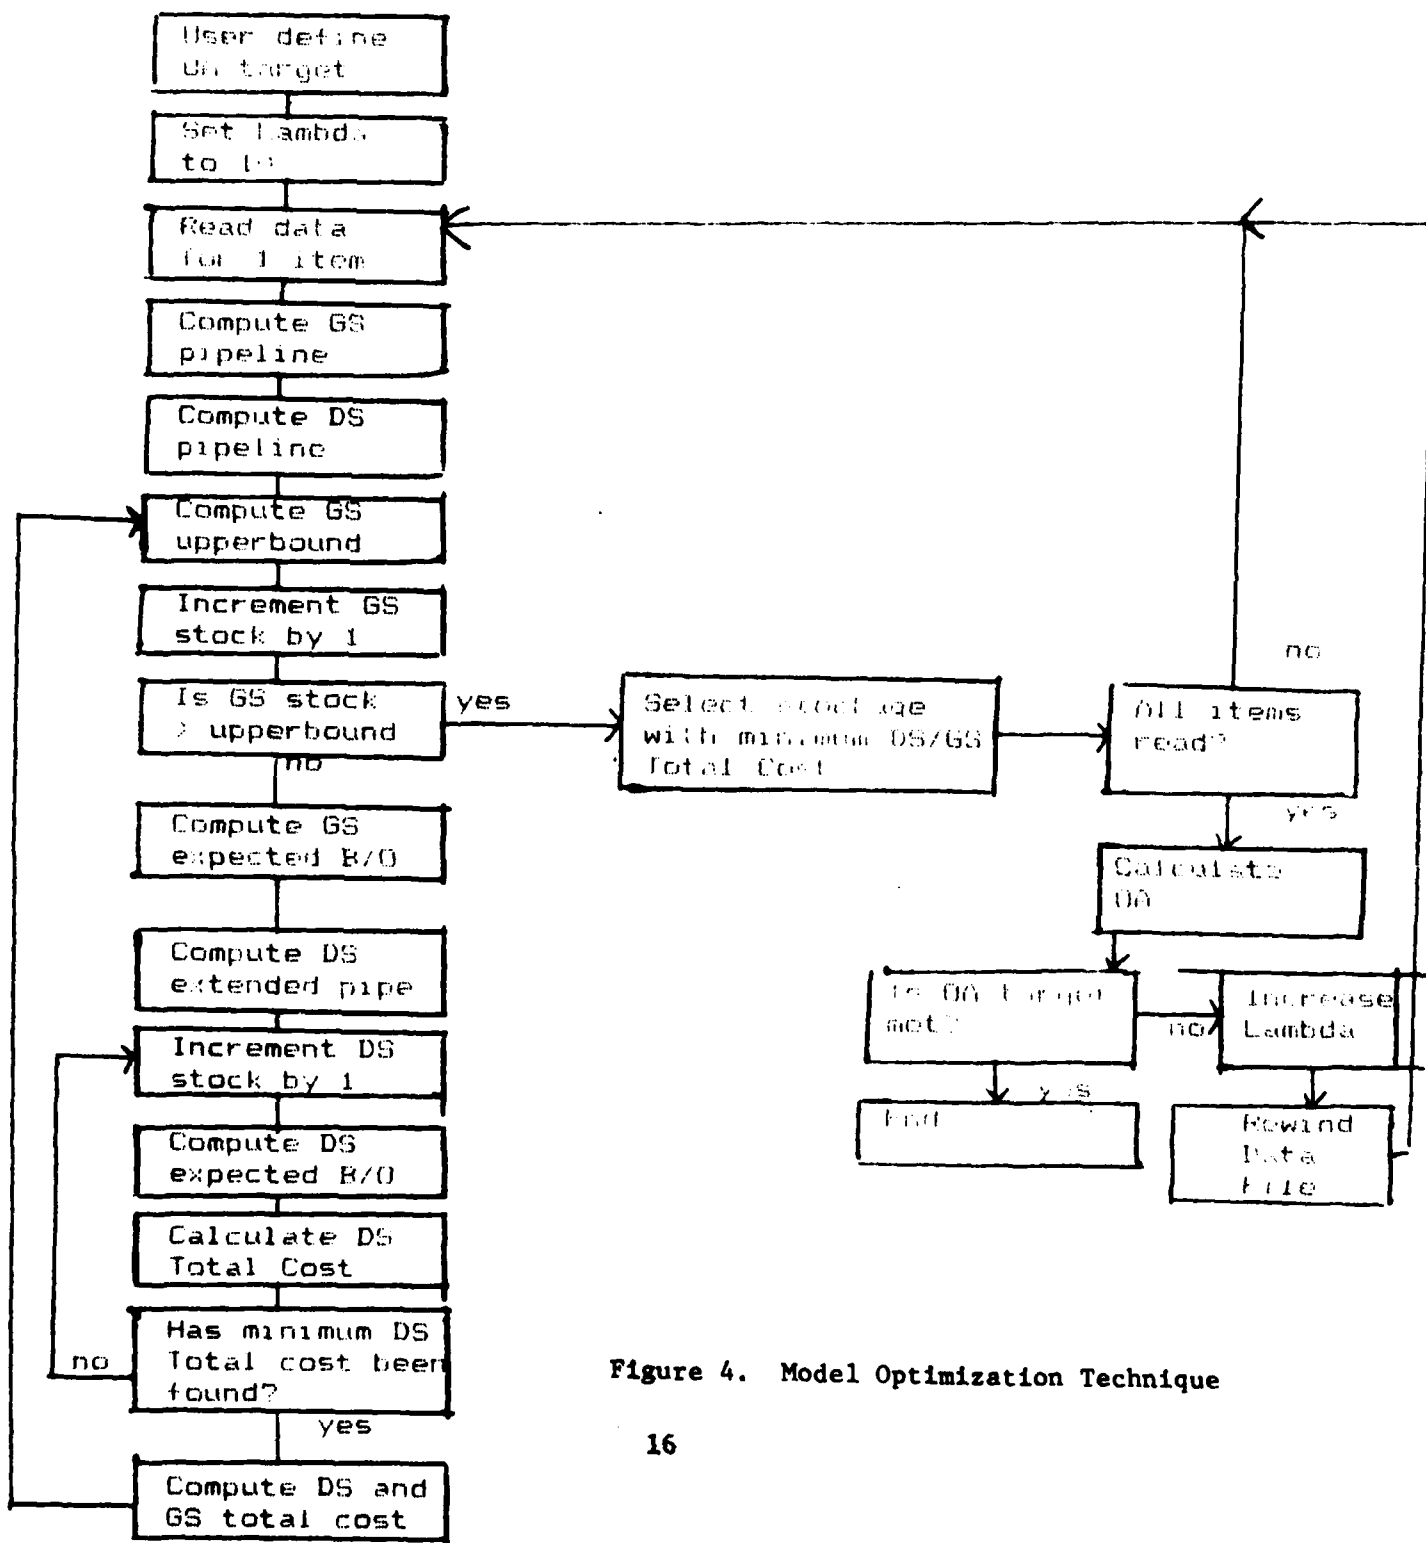 User define
OA target
Set Lambda
to
Read data
for 1 item
Compute GS
pipeline
Compute DS
pipeline
Compute GS
upperbound
Increment GS
stock by 1
Is GS stock
> upperbound
yes
no
Compute GS
expected B/O
Compute DS
extended pipe
Increment DS
stock by 1
Compute DS
expected B/O
Calculate DS
Total Cost
Has minimum DS
Total cost been
found?
no
yes
Compute DS and
GS total cost
Select stockage
with minimum DS/GS
Total Cost
All items
read?
no
yes
Calculate
OA
Is OA target
met?
no
yes
End
Increase
Lambda
Rewind
Data
File
Figure 4. Model Optimization Technique
16